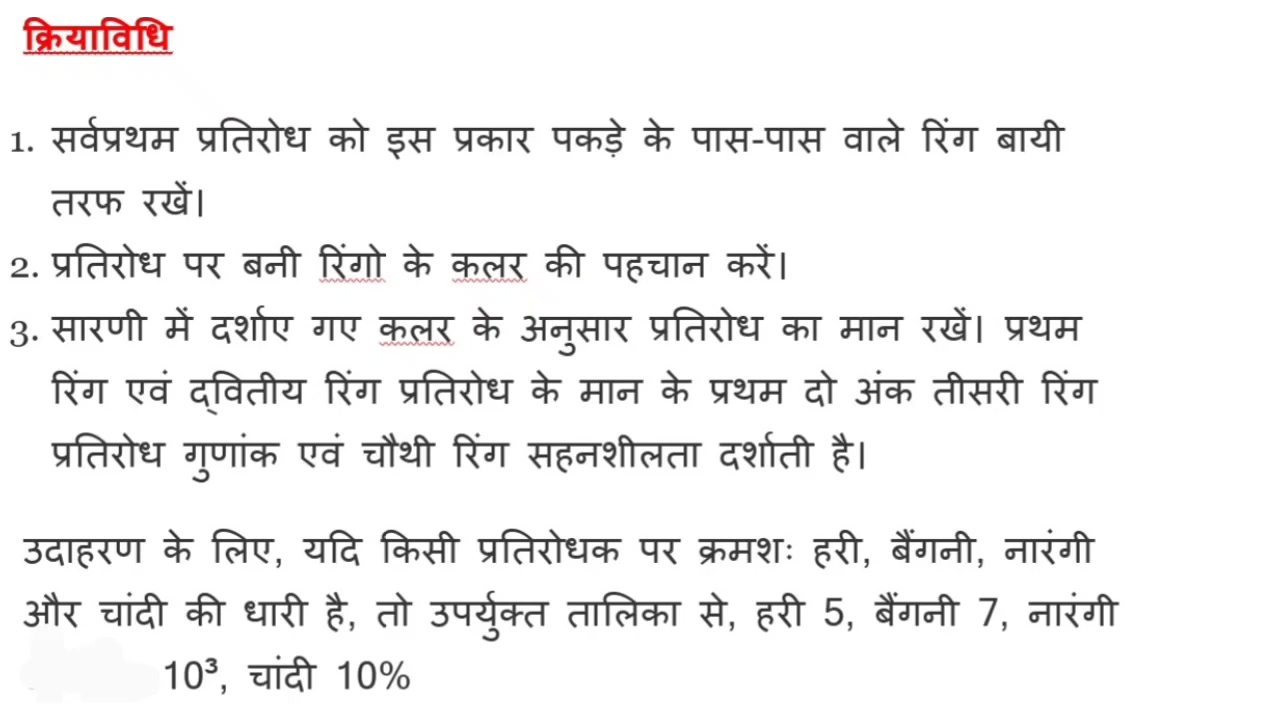 क्रियाविधि
1. सर्वप्रथम प्रतिरोध को इस प्रकार पकड़े के पास-पास वाले रिंग बायी
तरफ रखें।
2. प्रतिरोध पर बनी रिंगो के कलर की पहचान करें।
3. सारणी में दर्शाए गए कलर के अनुसार प्रतिरोध का मान रखें। प्रथम
रिंग एवं द्वितीय रिंग प्रतिरोध के मान के प्रथम दो अंक तीसरी रिंग
प्रतिरोध गुणांक एवं चौथी रिंग सहनशीलता दर्शाती है।
उदाहरण के लिए, यदि किसी प्रतिरोधक पर क्रमशः हरी, बैंगनी, नारंगी
और चांदी की धारी है, तो उपर्युक्त तालिका से, हरी 5, बैंगनी 7, नारंगी
10³, चांदी 10%